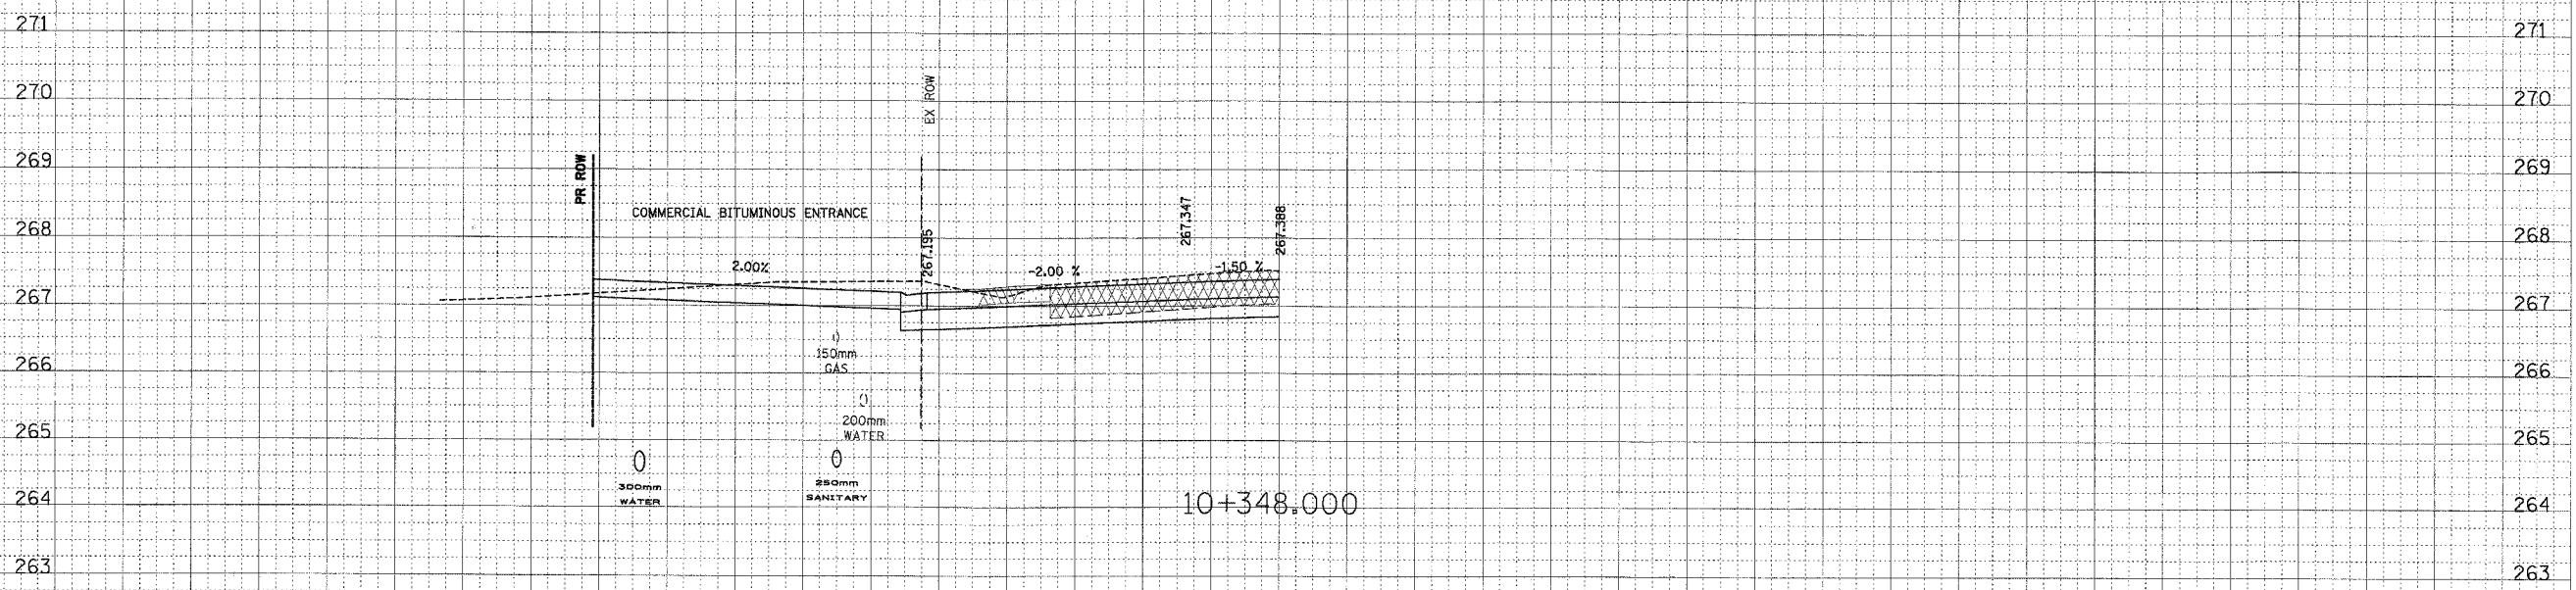 271 271
270 270
EX ROW
269 269
PR ROW
COMMERCIAL BITUMINOUS ENTRANCE
267.347
267.388
268 268
267.195
2.00%
-2.00 %
-1.50 %
267 267
150mm
GAS
266 266
200mm
WATER
265 265
300mm
WATER
250mm
SANITARY
10+348.000
264 264
263 263